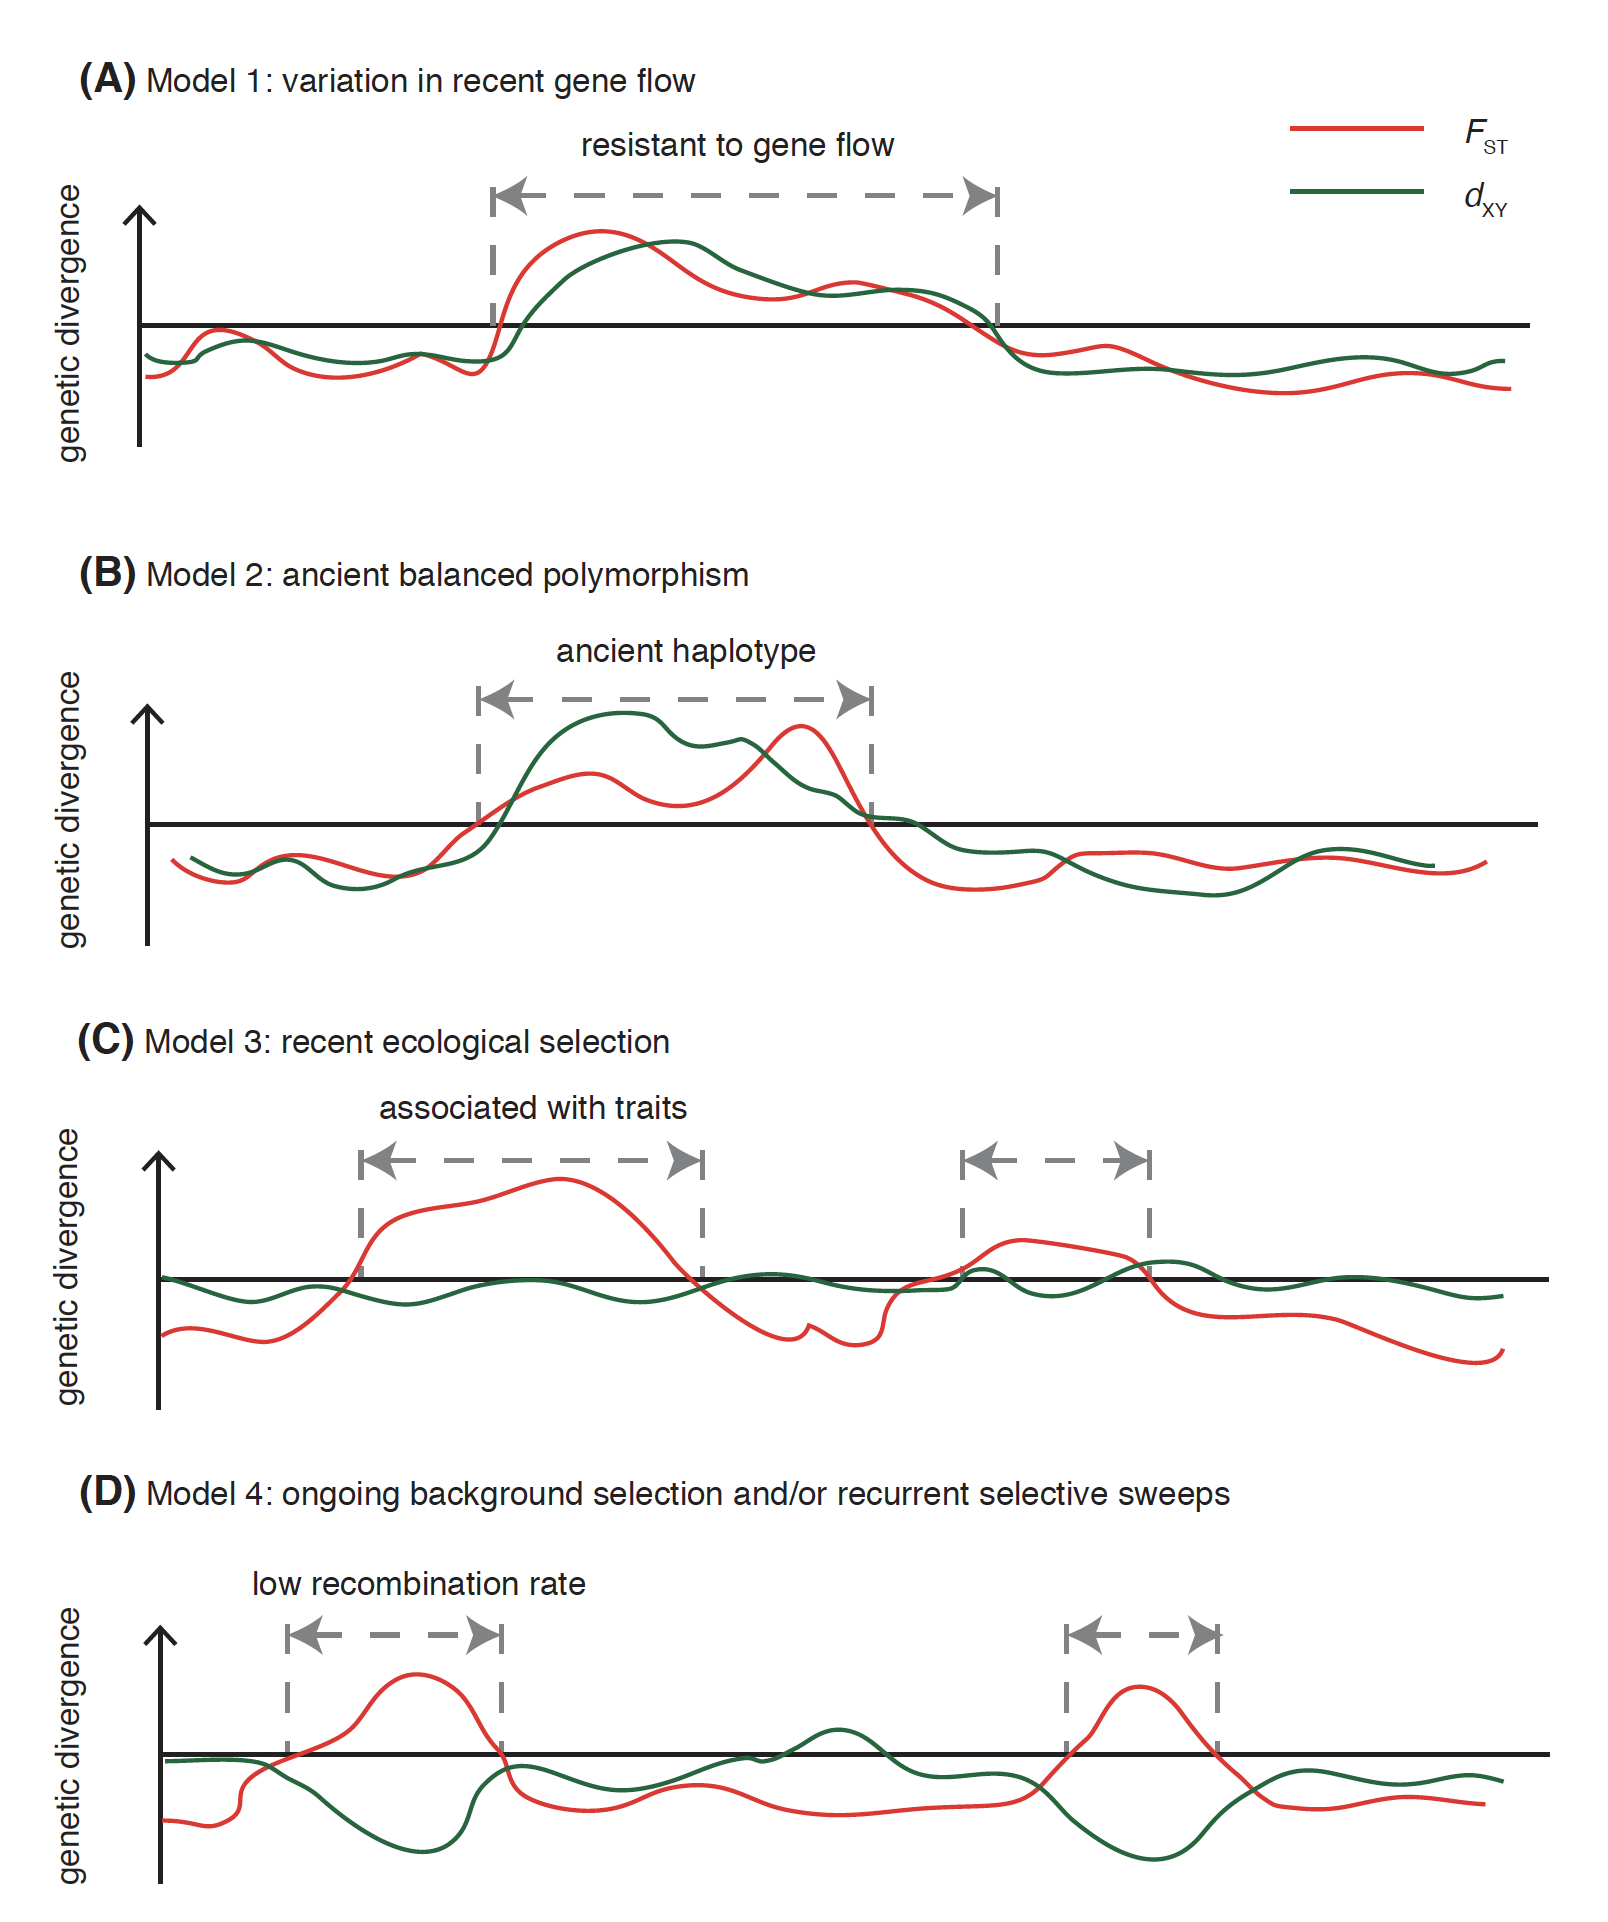 (A) Model 1: variation in recent gene flow
resistant to gene flow
FST
dXY
genetic divergence
(B) Model 2: ancient balanced polymorphism
ancient haplotype
genetic divergence
(C) Model 3: recent ecological selection
associated with traits
genetic divergence
(D) Model 4: ongoing background selection and/or recurrent selective sweeps
low recombination rate
genetic divergence